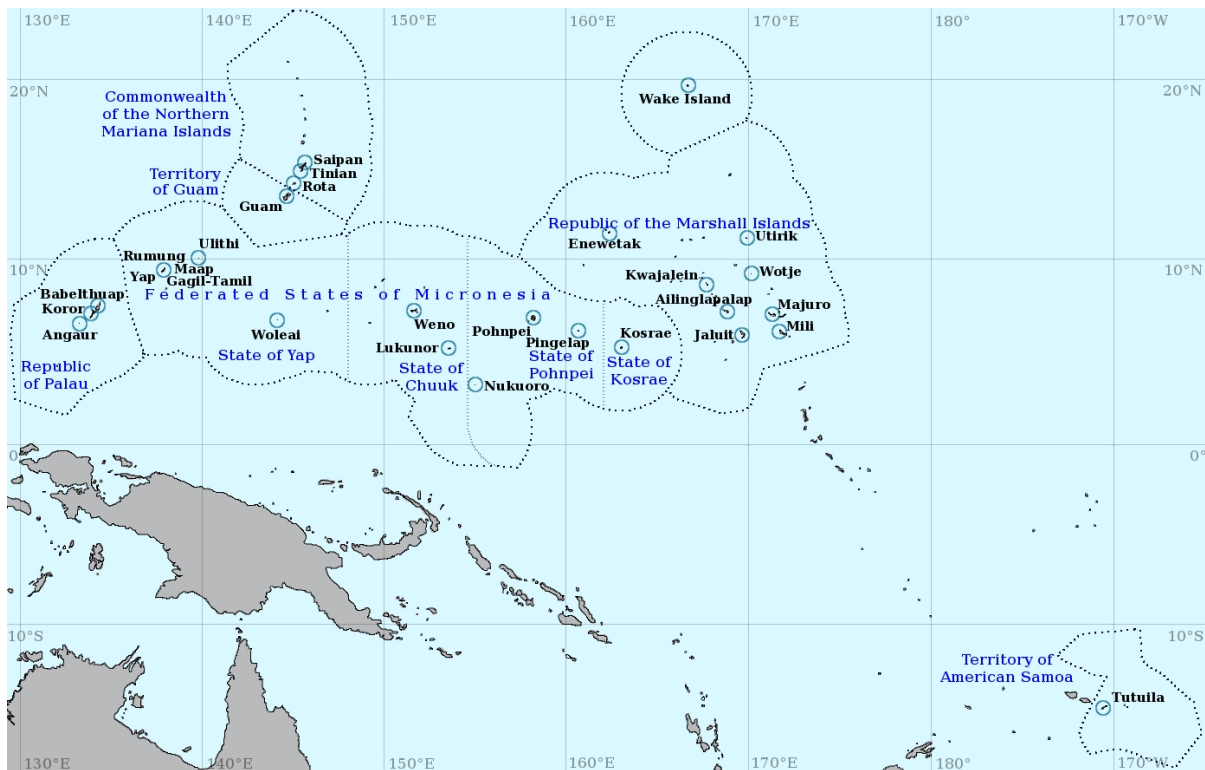 130°E
140°E
150°E
160°E
170°E
180°
170°W
20°N
20°N
Commonwealth
of the Northern
Mariana Islands
Wake Island
Saipan
Tinian
Rota
Territory
of Guam
Guam
Republic of the Marshall Islands
Enewetak
Utirik
Ulithi
Rumung
10°N
10°N
Yap
Maap
Gagil-Tamil
Kwajalein
Wotje
Babelthuap
Koror
Angaur
Federated States of Micronesia
Ailinglapalap
Majuro
Weno
Pohnpei
Mili
Woleai
Pingelap
Kosrae
Jaluit
Lukunor
State of Yap
State of
Chuuk
State of
Pohnpei
State of
Kosrae
Republic
of Palau
Nukuoro
0°
0°
10°S
10°S
Territory of
American Samoa
Tutuila
130°E
140°E
150°E
160°E
170°E
180°
170°W